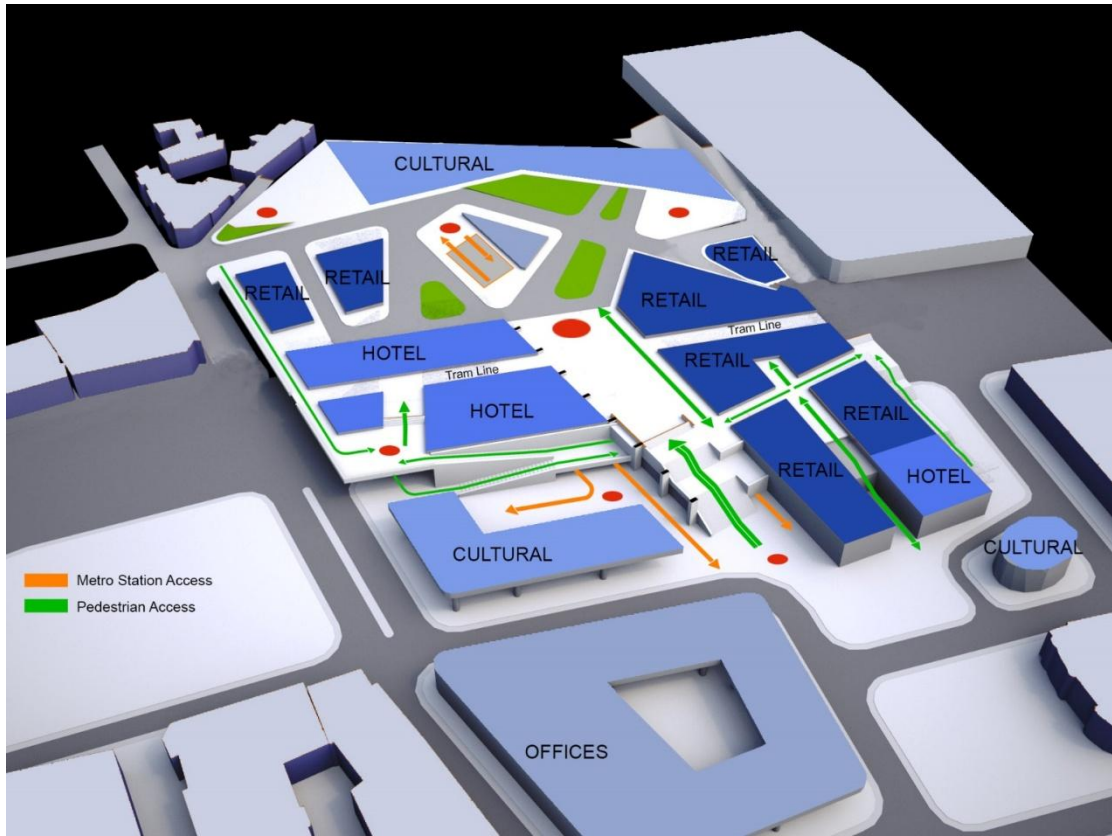 CULTURAL
RETAIL
RETAIL
RETAIL
RETAIL
Tram Line
HOTEL
RETAIL
Tram Line
HOTEL
RETAIL
RETAIL
HOTEL
CULTURAL
CULTURAL
Metro Station Access
Pedestrian Access
OFFICES